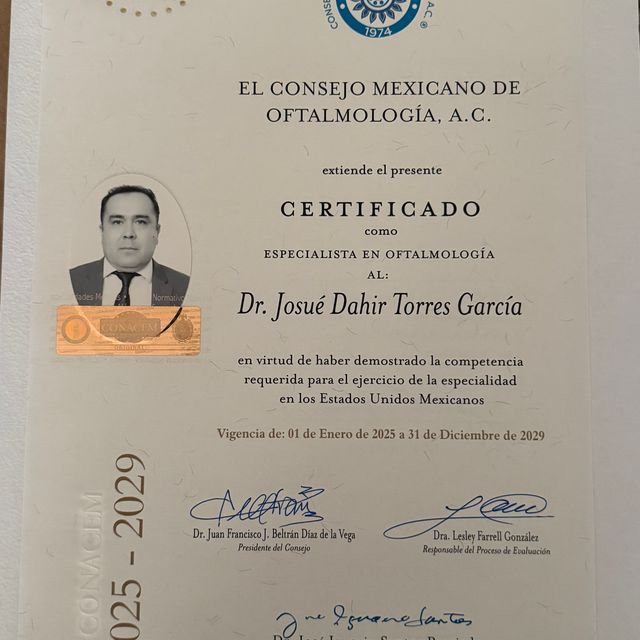 1974
A.C.
EL CONSEJO MEXICANO DE
OFTALMOLOGÍA, A.C.
extiende el presente
CERTIFICADO
como
ESPECIALISTA EN OFTALMOLOGÍA
AL:
Dr. Josué Dahir Torres García
en virtud de haber demostrado la competencia
requerida para el ejercicio de la especialidad
en los Estados Unidos Mexicanos
Vigencia de: 01 de Enero de 2025 a 31 de Diciembre de 2029
Normativo
CONACEM
ORIGINAL
CONACEM
025 - 2029
Dr. Juan Francisco J. Beltrán Díaz de la Vega
Presidente del Consejo
Dra. Lesley Farrell González
Responsable del Proceso de Evaluación